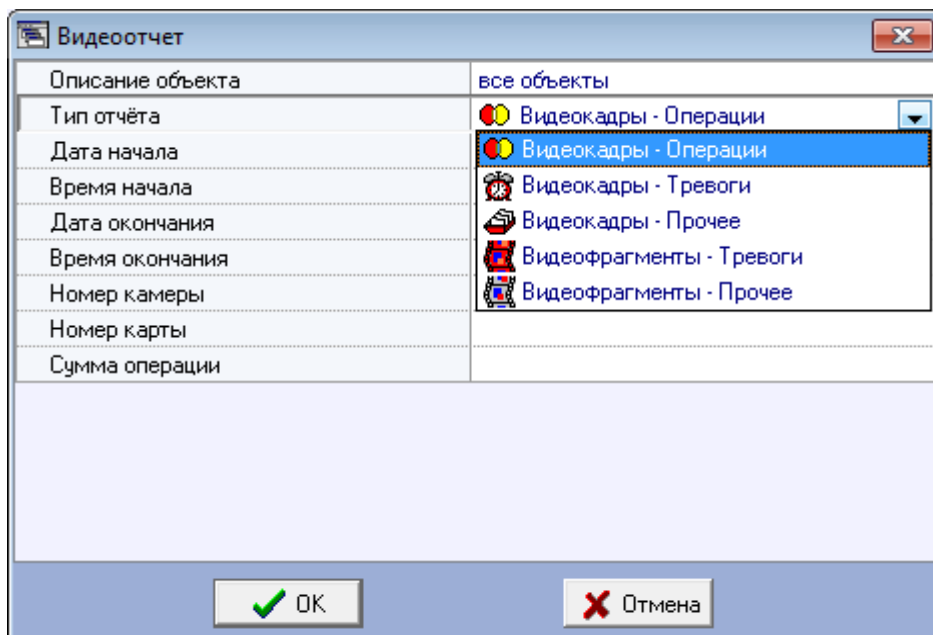 Видеоотчет
Описание объекта все объекты
Тип отчёта Видеокадры - Операции
Дата начала Видеокадры - Операции
Время начала Видеокадры - Тревоги
Дата окончания Видеокадры - Прочее
Время окончания Видеофрагменты - Тревоги
Номер камеры Видеофрагменты - Прочее
Номер карты
Сумма операции
OK Отмена